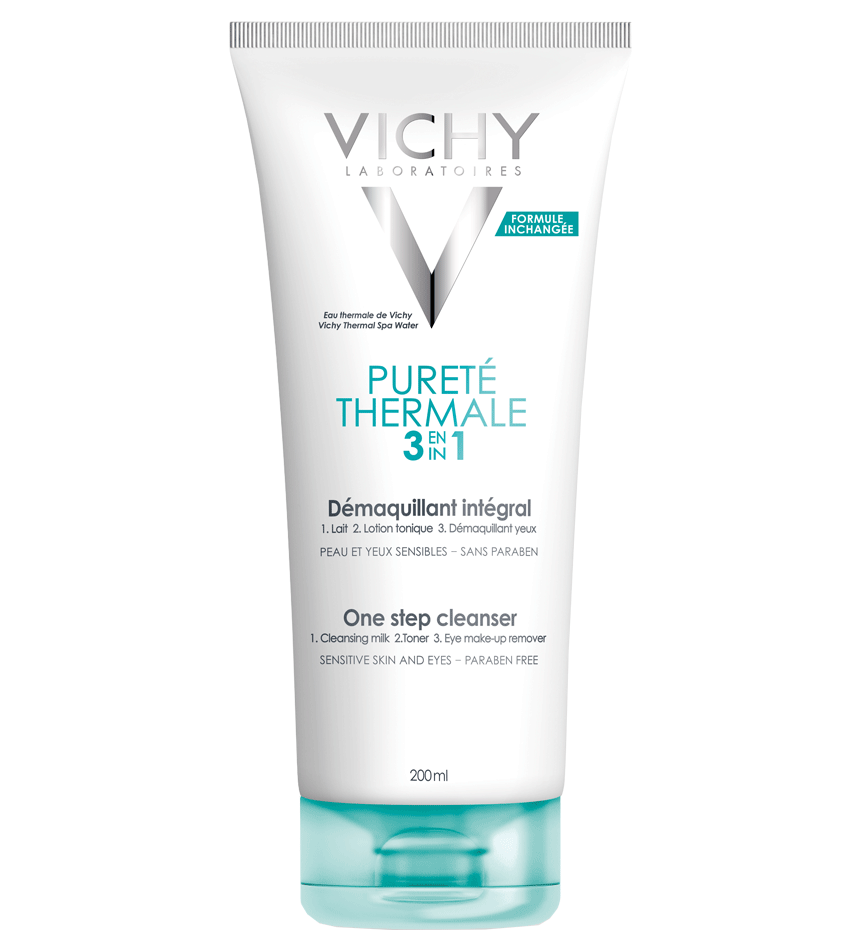 VICHY
LABORATOIRES
FORMULE
INCHANGÉE
Eau thermale de Vichy
Vichy Thermal Spa Water
PURETÉ
THERMALE
3 EN IN 1
Démaquillant intégral
1. Lait 2. Lotion tonique 3. Démaquillant yeux
PEAU ET YEUX SENSIBLES – SANS PARABEN
One step cleanser
1. Cleansing milk 2.Toner 3. Eye make-up remover
SENSITIVE SKIN AND EYES – PARABEN FREE
200ml